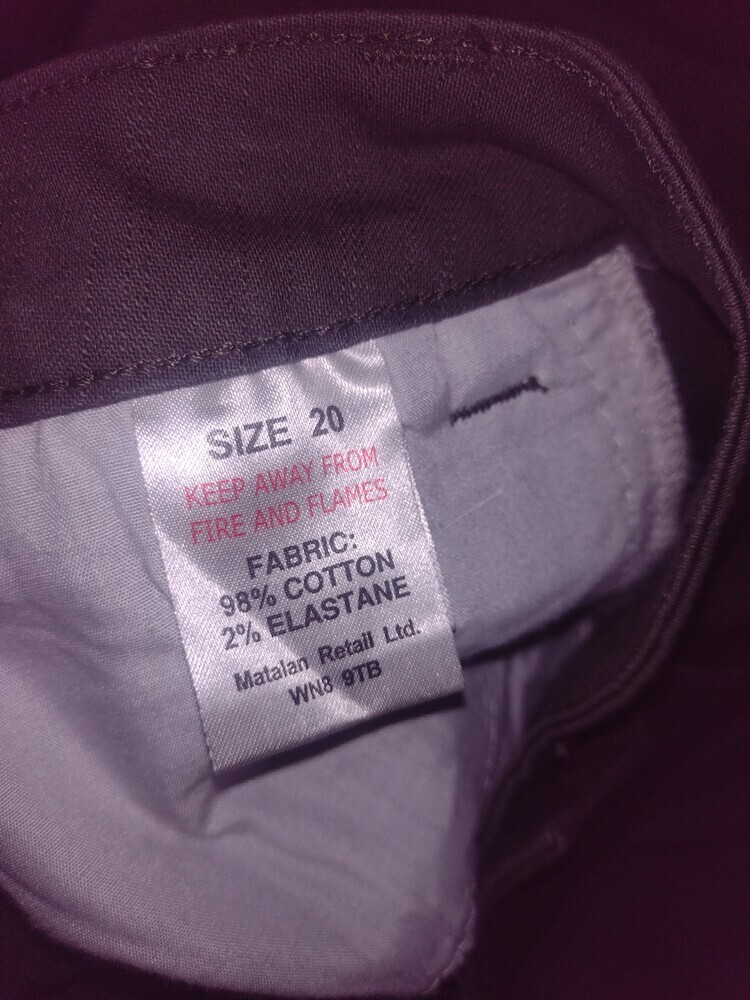 SIZE 20
KEEP AWAY FROM
FIRE AND FLAMES
FABRIC:
98% COTTON
2% ELASTANE
Matalan Retail Ltd.
WN8 9TB